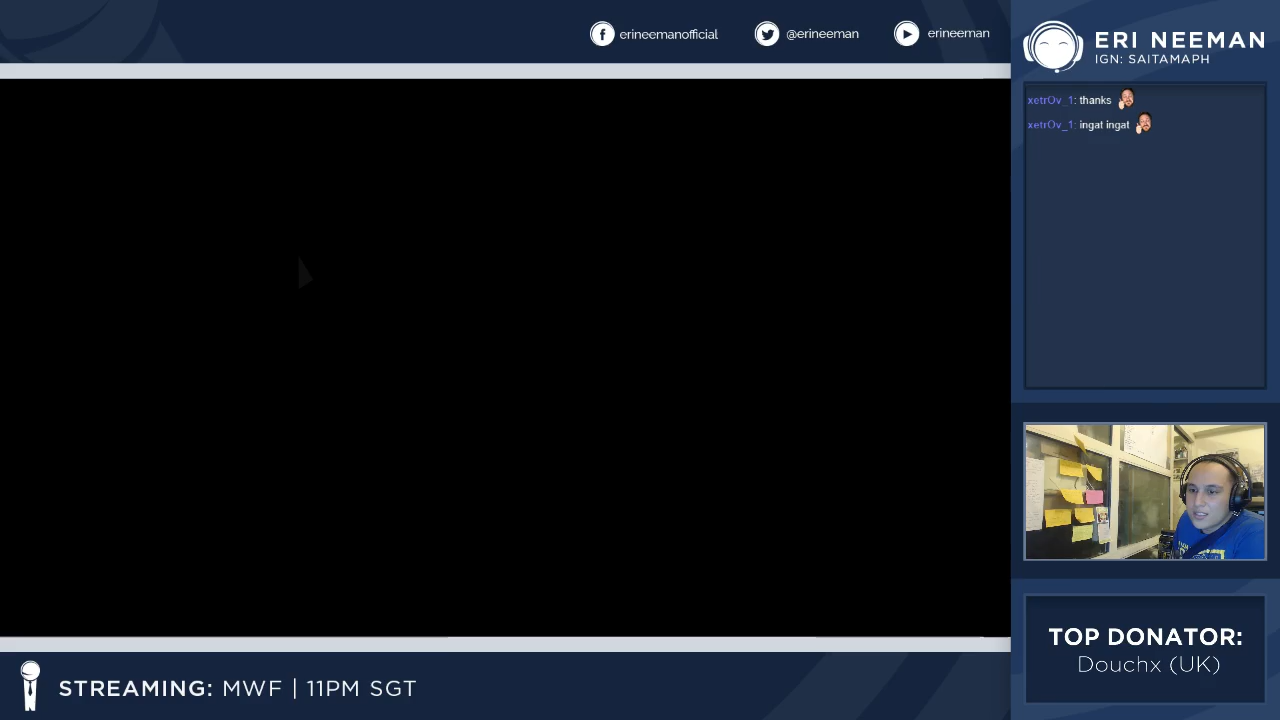 erineemanofficial
@erineeman
erineeman
ERI NEEMAN
IGN: SAITAMAPH
xetrOv_1: thanks
xetrOv_1: ingat ingat
TOP DONATOR:
Douchx (UK)
STREAMING: MWF | 11PM SGT